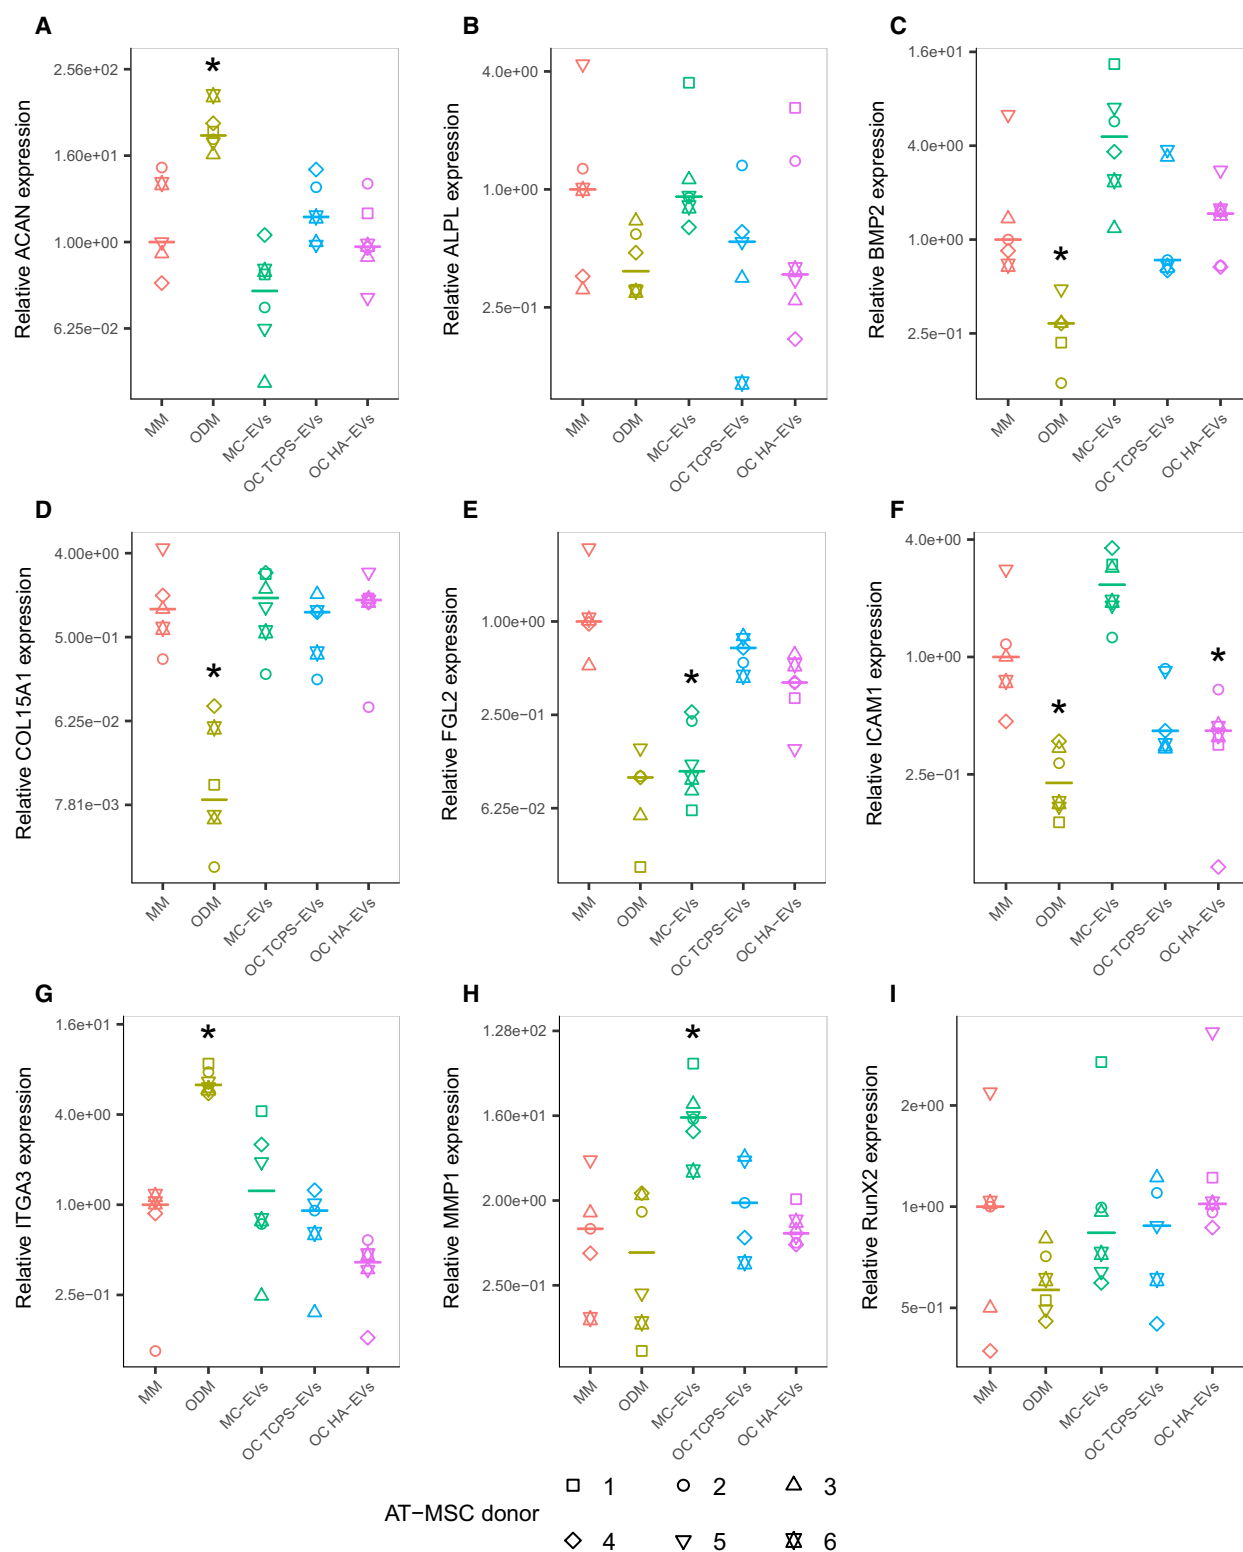 A
Relative ACAN expression
2.56e+02
1.60e+01
1.00e+00
6.25e−02
*
MM
ODM
MC−EVs
OC TCPS−EVs
OC HA−EVs
B
Relative ALPL expression
4.0e+00
1.0e+00
2.5e−01
MM
ODM
MC−EVs
OC TCPS−EVs
OC HA−EVs
C
Relative BMP2 expression
1.6e+01
4.0e+00
1.0e+00
2.5e−01
*
MM
ODM
MC−EVs
OC TCPS−EVs
OC HA−EVs
D
Relative COL15A1 expression
4.00e+00
5.00e−01
6.25e−02
7.81e−03
*
MM
ODM
MC−EVs
OC TCPS−EVs
OC HA−EVs
E
Relative FGL2 expression
1.00e+00
2.50e−01
6.25e−02
*
MM
ODM
MC−EVs
OC TCPS−EVs
OC HA−EVs
F
Relative ICAM1 expression
4.0e+00
1.0e+00
2.5e−01
*
*
MM
ODM
MC−EVs
OC TCPS−EVs
OC HA−EVs
G
Relative ITGA3 expression
1.6e+01
4.0e+00
1.0e+00
2.5e−01
*
MM
ODM
MC−EVs
OC TCPS−EVs
OC HA−EVs
H
Relative MMP1 expression
1.28e+02
1.60e+01
2.00e+00
2.50e−01
*
MM
ODM
MC−EVs
OC TCPS−EVs
OC HA−EVs
I
Relative RunX2 expression
2e+00
1e+00
5e−01
MM
ODM
MC−EVs
OC TCPS−EVs
OC HA−EVs
AT−MSC donor
1 2 3
4 5 6